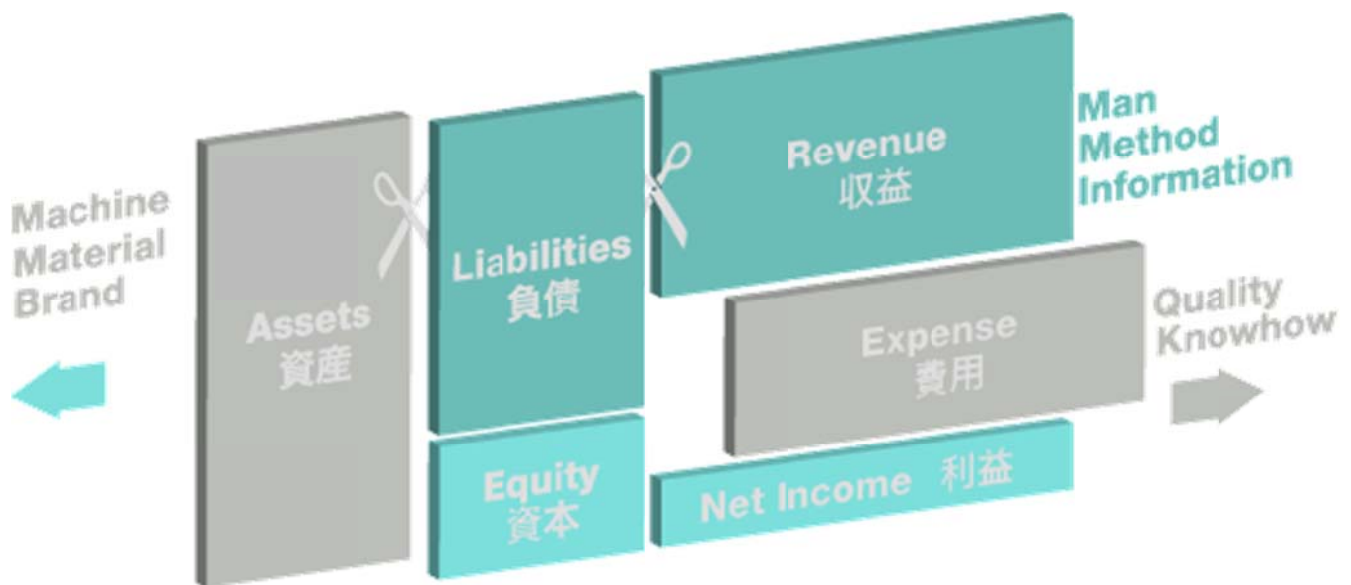 Machine
Material
Brand
Assets
資産
Liabilities
負債
Equity
資本
Revenue
収益
Expense
費用
Net Income 利益
Man
Method
Information
Quality
Knowhow